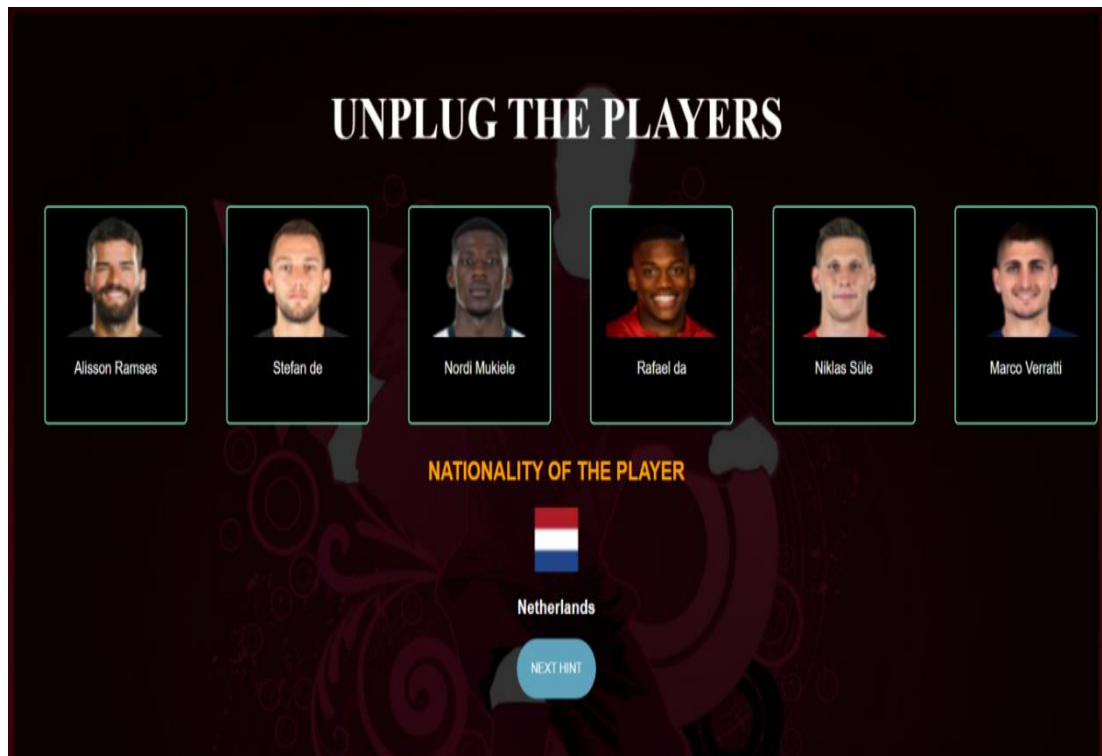 UNPLUG THE PLAYERS
Alisson Ramses
Stefan de
Nordi Mukiele
Rafael da
Niklas Süle
Marco Verratti
NATIONALITY OF THE PLAYER
Netherlands
NEXT HINT